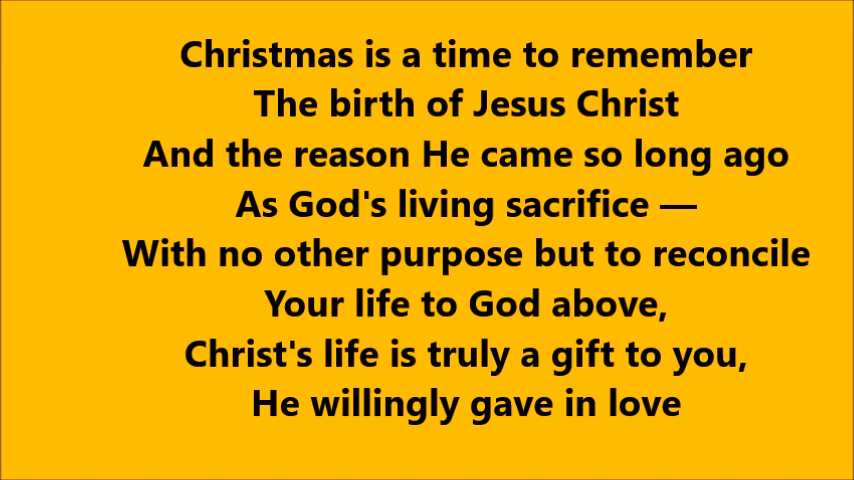 Christmas is a time to remember
The birth of Jesus Christ
And the reason He came so long ago
As God's living sacrifice —
With no other purpose but to reconcile
Your life to God above,
Christ's life is truly a gift to you,
He willingly gave in love